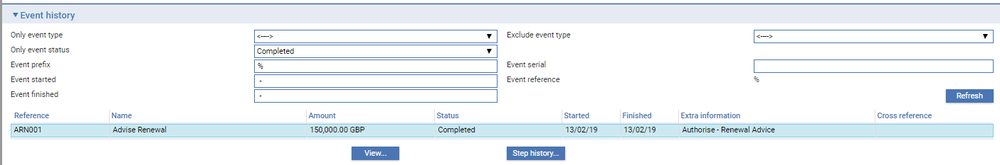 Event history
Only event type <---> Exclude event type <--->
Only event status Completed
Event prefix % Event serial
Event started - Event reference %
Event finished -
Refresh
Reference Name Amount Status Started Finished Extra information Cross reference
ARN001 Advise Renewal 150,000.00 GBP Completed 13/02/19 13/02/19 Authorise - Renewal Advice
View... Step history...